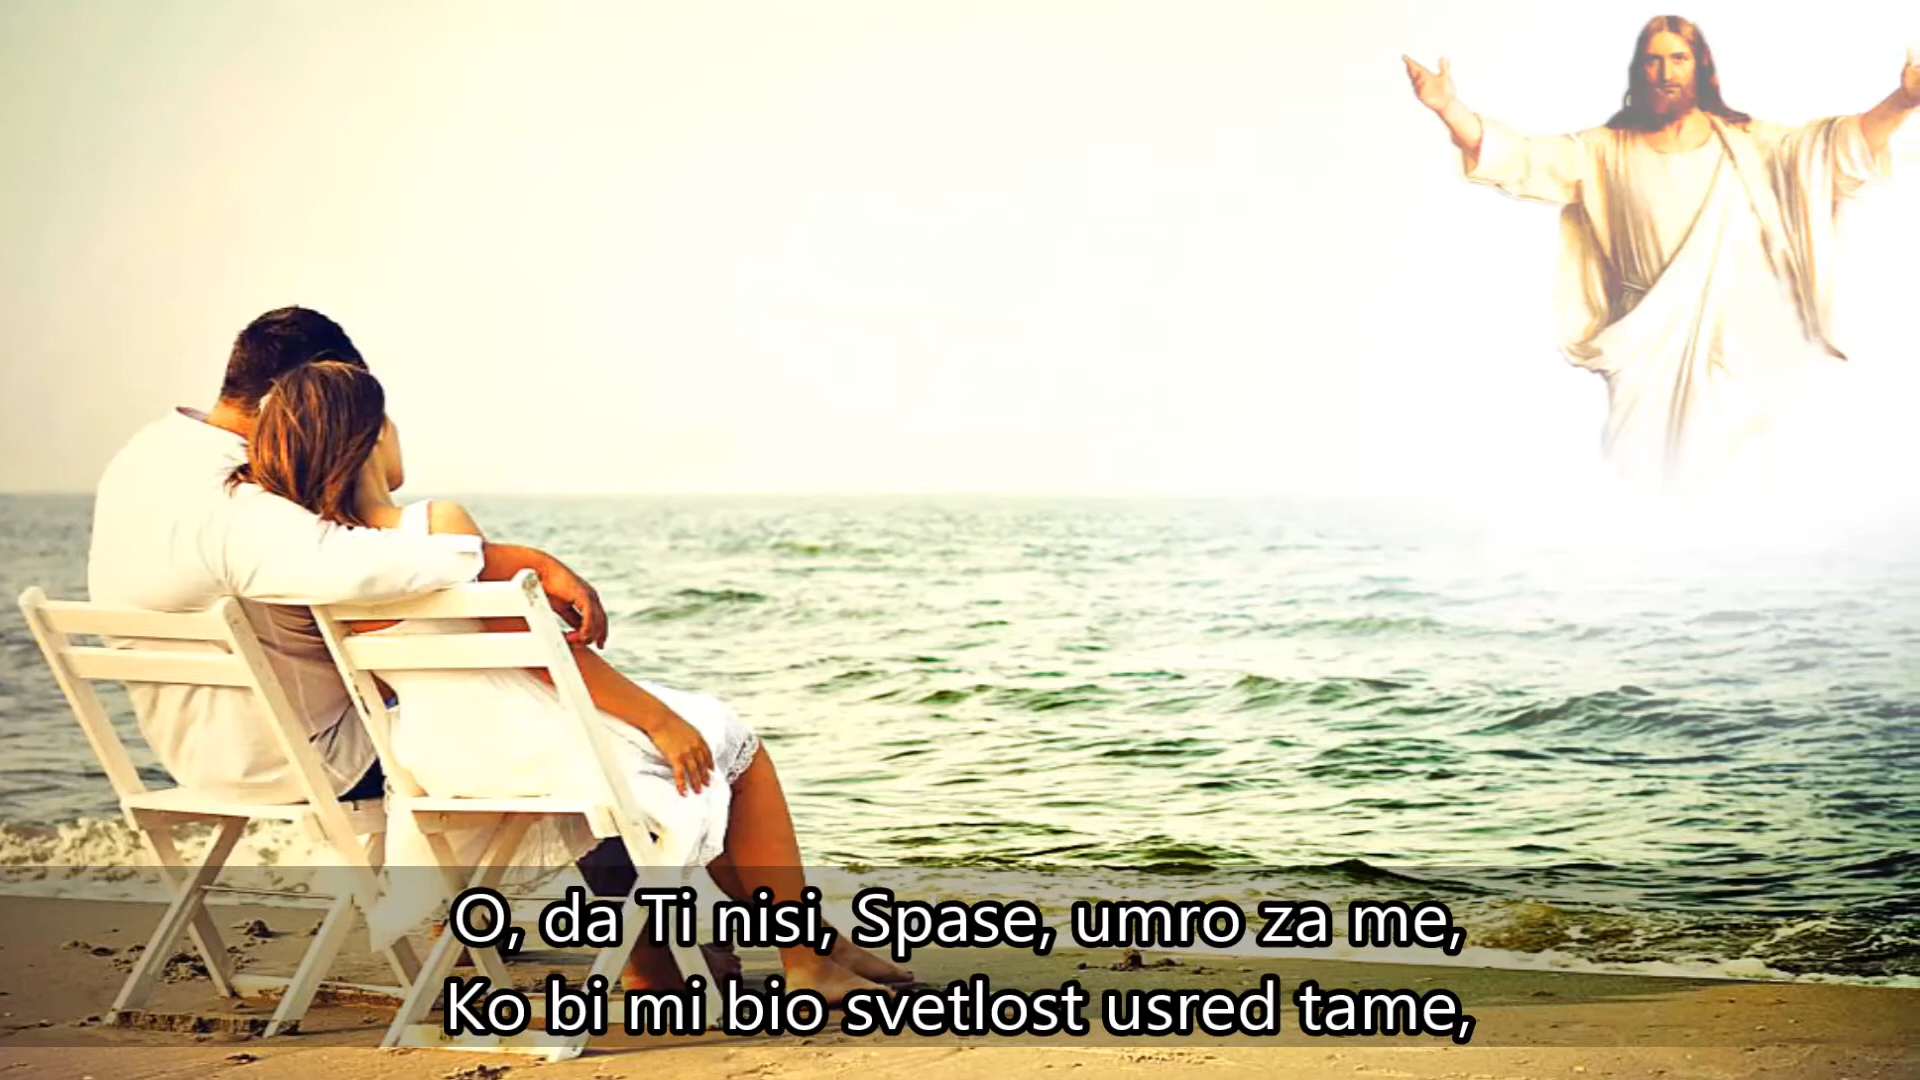 O, da Ti nisi, Spase, umro za me,
Ko bi mi bio svetlost usred tame,